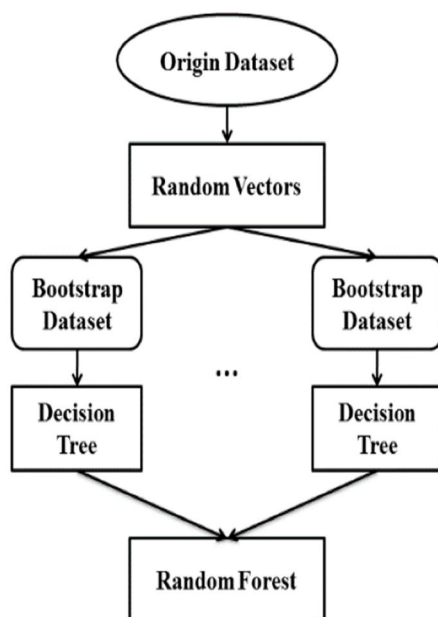 Origin Dataset
Random Vectors
Bootstrap
Dataset
Bootstrap
Dataset
...
Decision
Tree
Decision
Tree
Random Forest